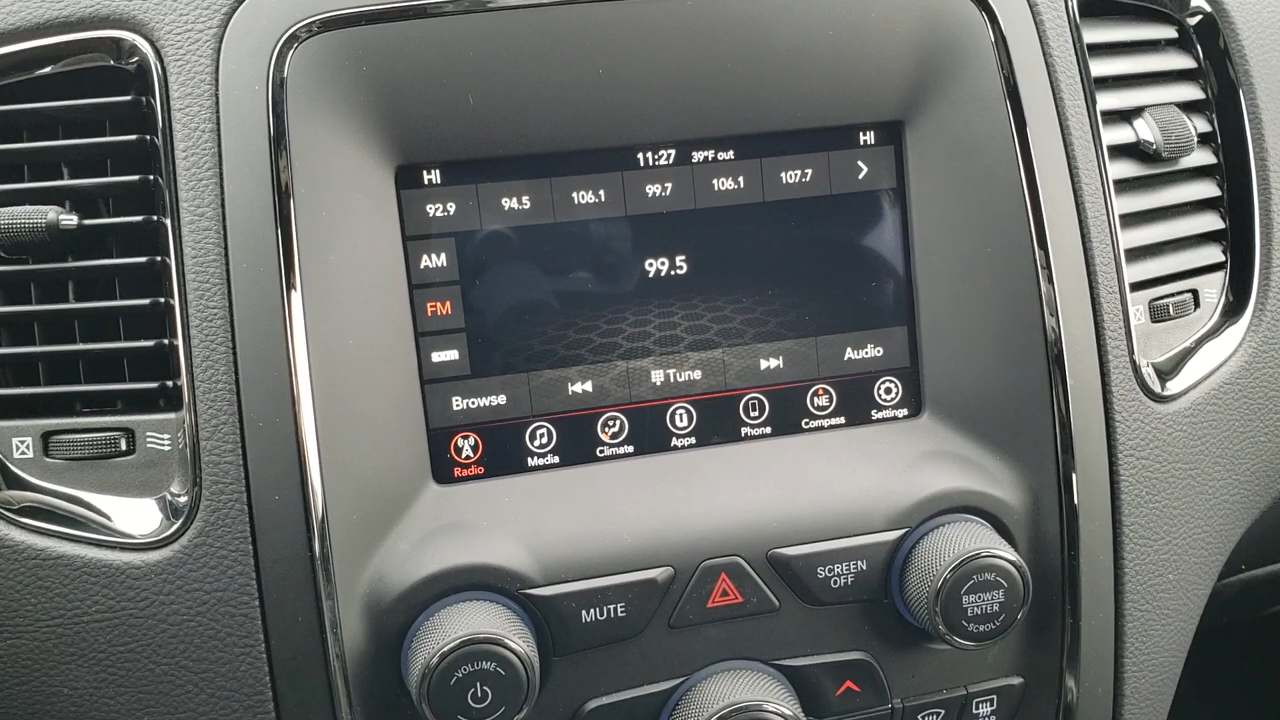 HI 11:27 39°F out HI
92.9 94.5 106.1 99.7 106.1 107.7
AM
99.5
FM
sxm
Browse Tune Audio
Radio Media Climate Apps Phone NE Compass Settings
MUTE
SCREEN
OFF
TUNE
BROWSE
ENTER
SCROLL
VOLUME